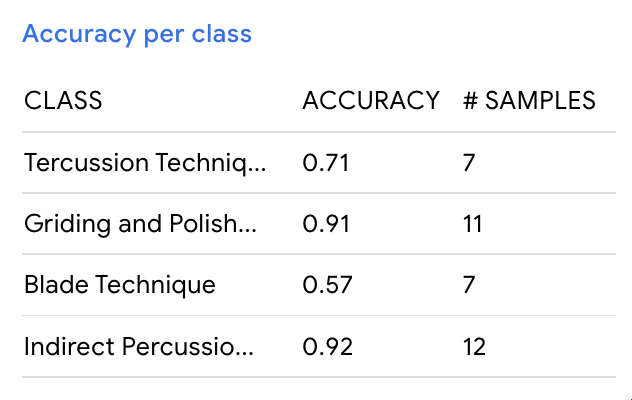 Accuracy per class
CLASS ACCURACY # SAMPLES
Tercussion Techniq... 0.71 7
Griding and Polish... 0.91 11
Blade Technique 0.57 7
Indirect Percussio... 0.92 12